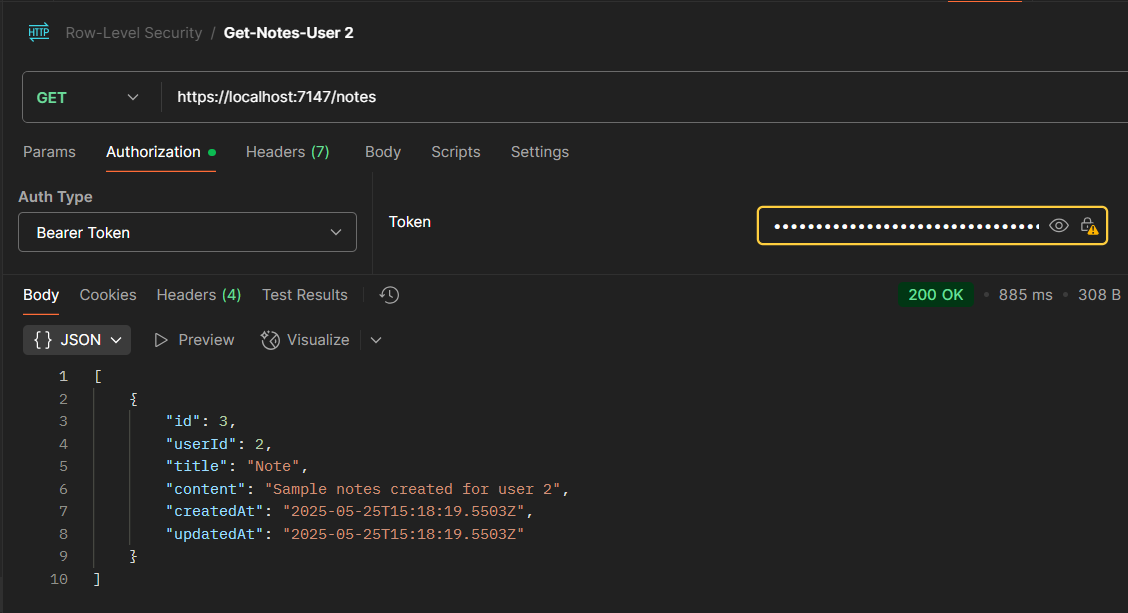 HTTP Row-Level Security / Get-Notes-User 2
GET https://localhost:7147/notes
Params Authorization Headers (7) Body Scripts Settings
Auth Type
Bearer Token
Token
••••••••••••••••••••••••••••••••
Body Cookies Headers (4) Test Results
200 OK • 885 ms • 308 B
{} JSON Preview Visualize
1 [
2 {
3 "id": 3,
4 "userId": 2,
5 "title": "Note",
6 "content": "Sample notes created for user 2",
7 "createdAt": "2025-05-25T15:18:19.5503Z",
8 "updatedAt": "2025-05-25T15:18:19.5503Z"
9 }
10 ]